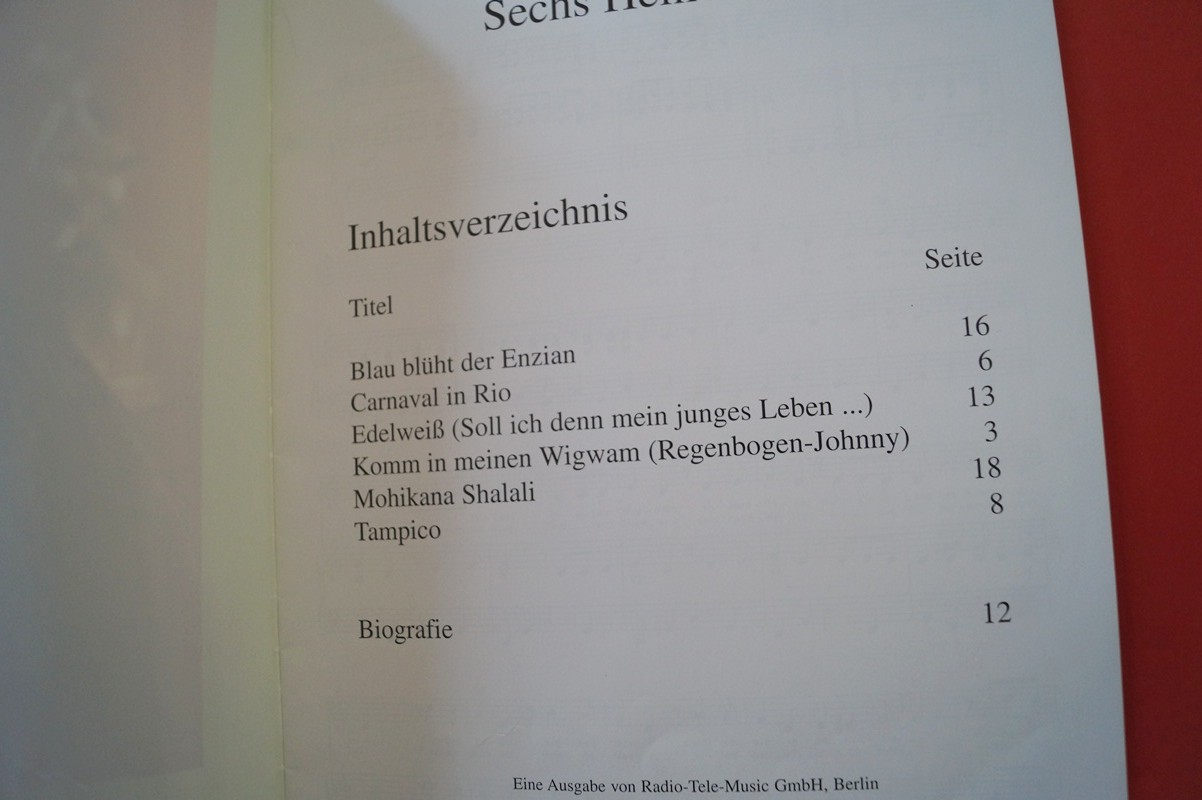 Sechs
Inhaltsverzeichnis
Titel Seite
Blau blüht der Enzian 16
Carnaval in Rio 6
Edelweiß (Soll ich denn mein junges Leben ...) 13
Komm in meinen Wigwam (Regenbogen-Johnny) 3
Mohikana Shalali 18
Tampico 8
Biografie 12
Eine Ausgabe von Radio-Tele-Music GmbH, Berlin